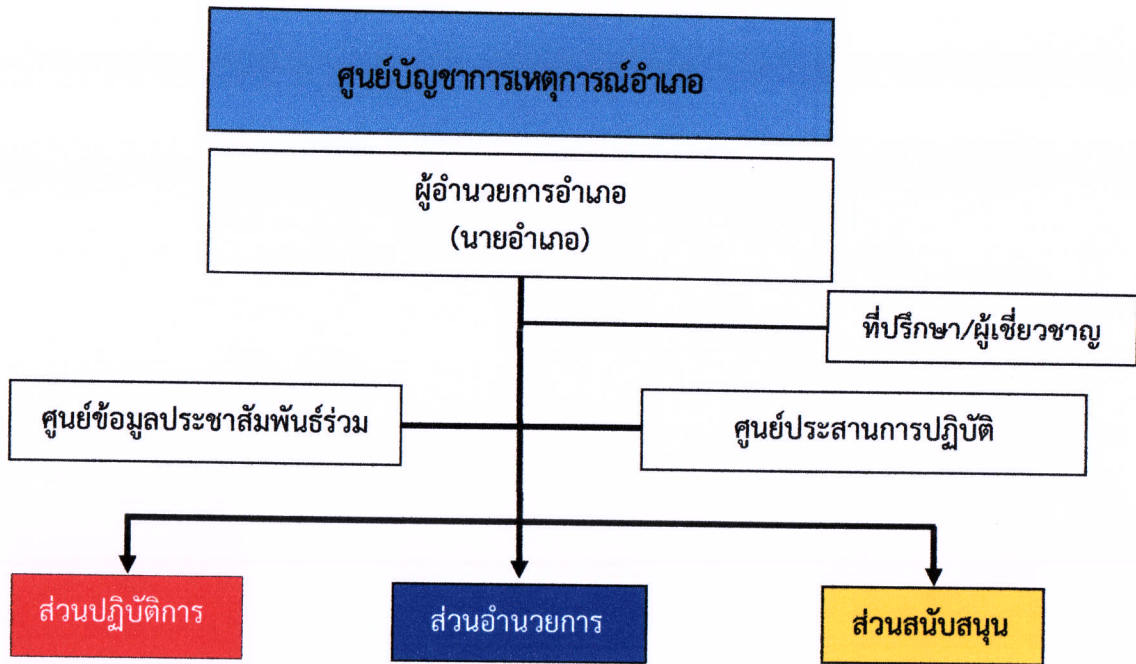 ศูนย์บัญชาการเหตุการณ์อำเภอ
ผู้อำนวยการอำเภอ
(นายอำเภอ)
ที่ปรึกษา/ผู้เชี่ยวชาญ
ศูนย์ข้อมูลประชาสัมพันธ์ร่วม
ศูนย์ประสานการปฏิบัติ
ส่วนปฏิบัติการ
ส่วนอำนวยการ
ส่วนสนับสนุน